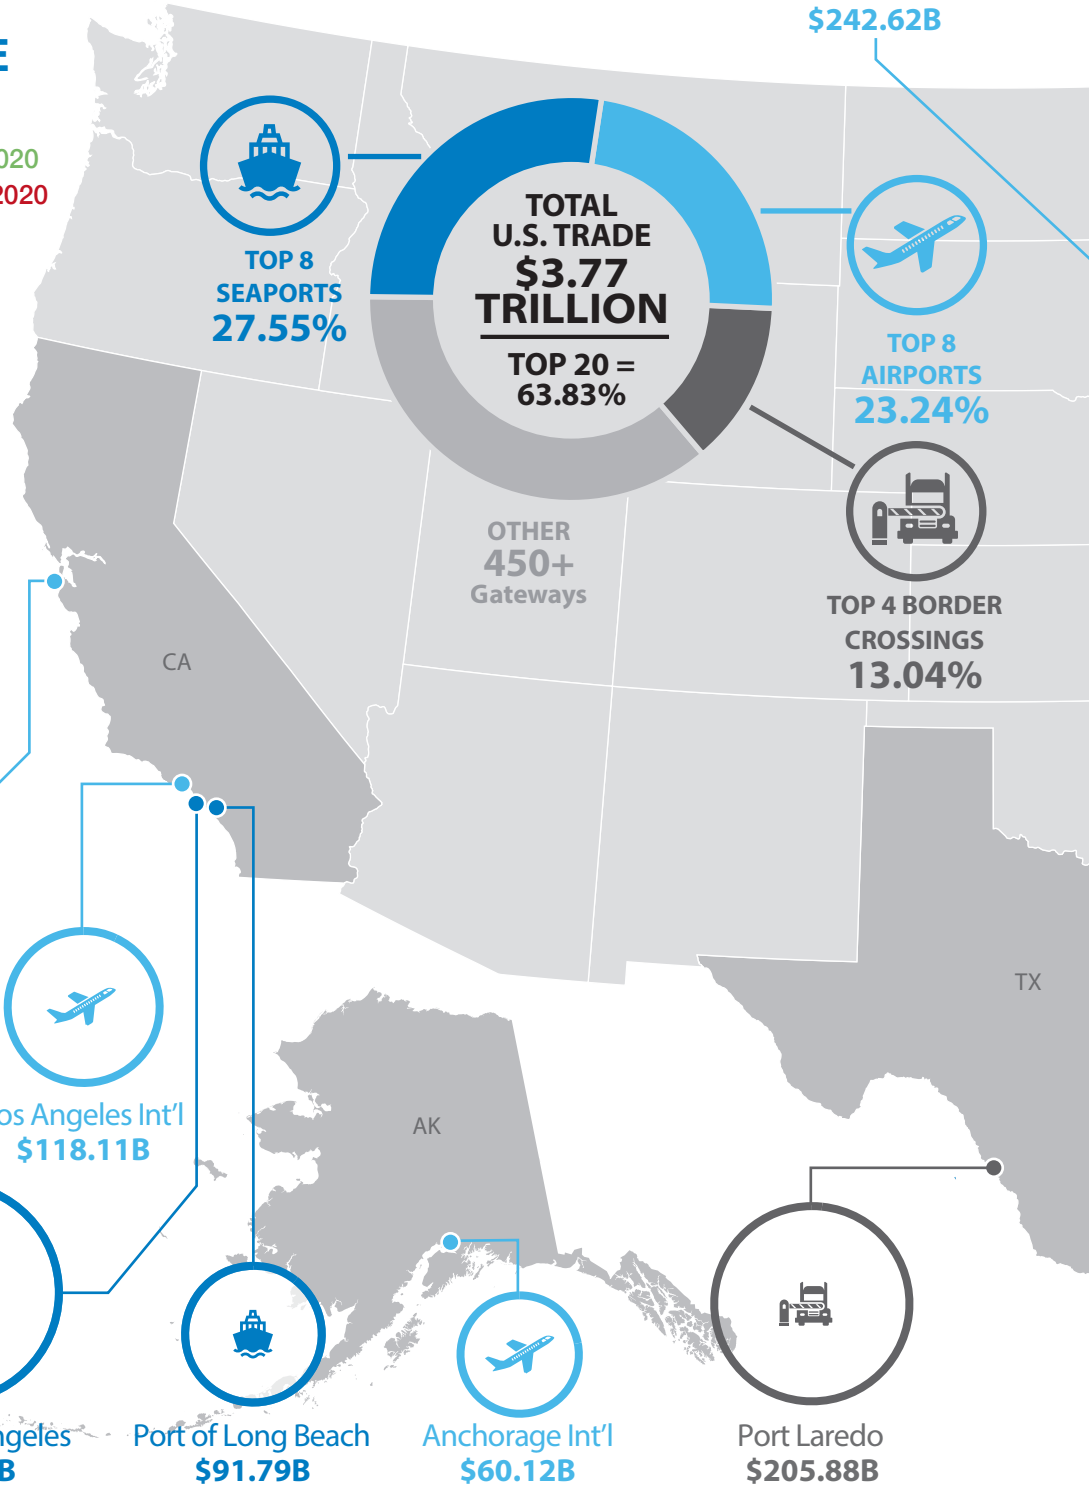 $242.62B
E
020
2020
TOP 8
SEAPORTS
27.55%
TOTAL
U.S. TRADE
$3.77
TRILLION
TOP 20 =
63.83%
TOP 8
AIRPORTS
23.24%
OTHER
450+
Gateways
TOP 4 BORDER
CROSSINGS
13.04%
CA
TX
AK
os Angeles Int'l
$118.11B
ngeles
B
Port of Long Beach
$91.79B
Anchorage Int'l
$60.12B
Port Laredo
$205.88B